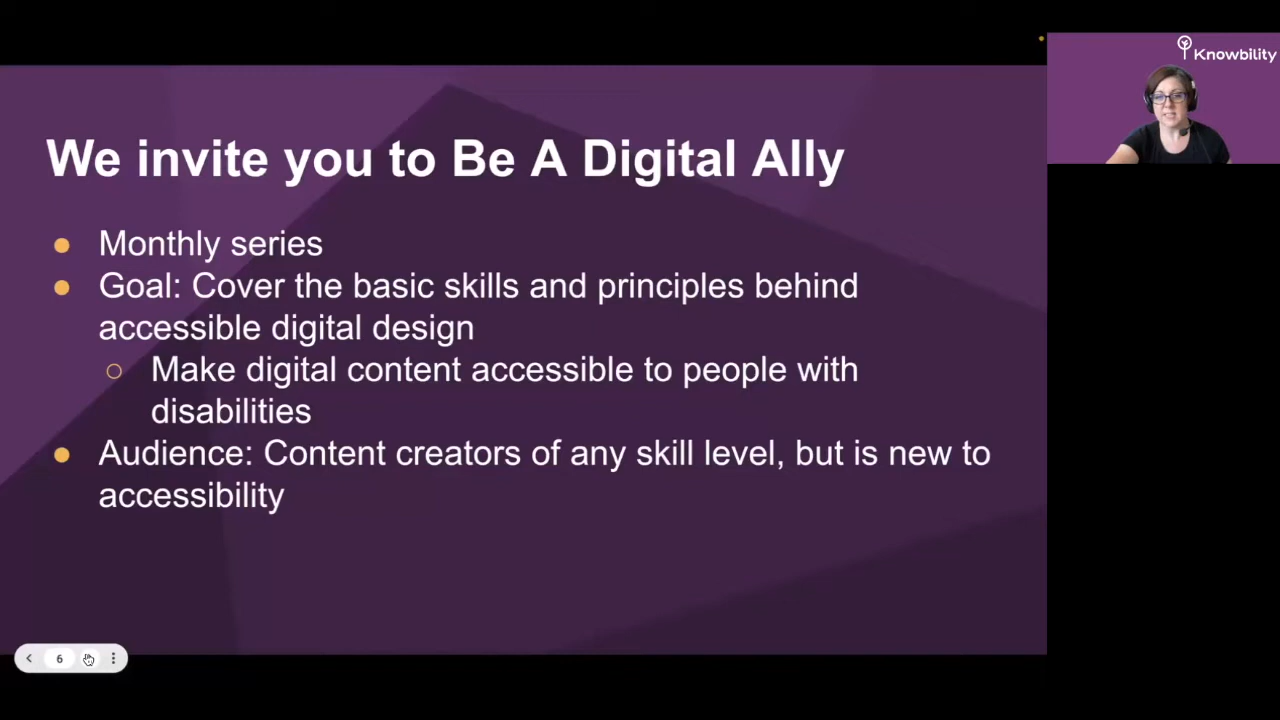 Knowbility
We invite you to Be A Digital Ally
Monthly series
Goal: Cover the basic skills and principles behind
accessible digital design
Make digital content accessible to people with
disabilities
Audience: Content creators of any skill level, but is new to
accessibility
6